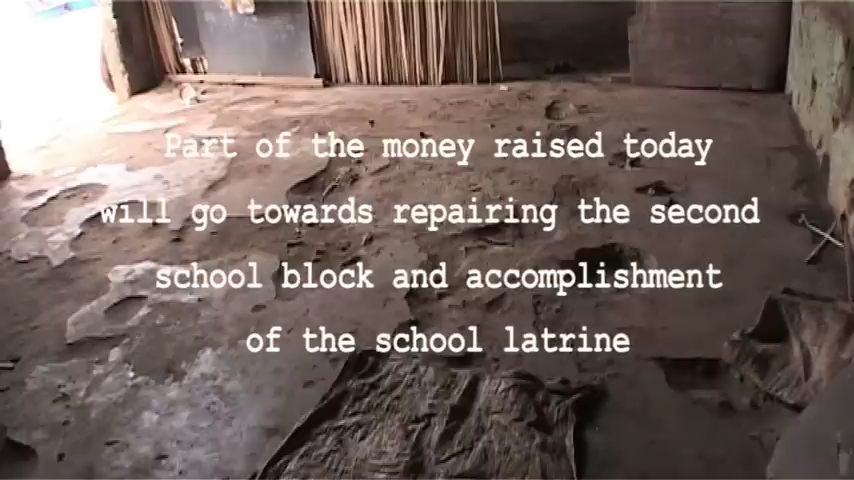 Part of the money raised today
will go towards repairing the second
school block and accomplishment
of the school latrine